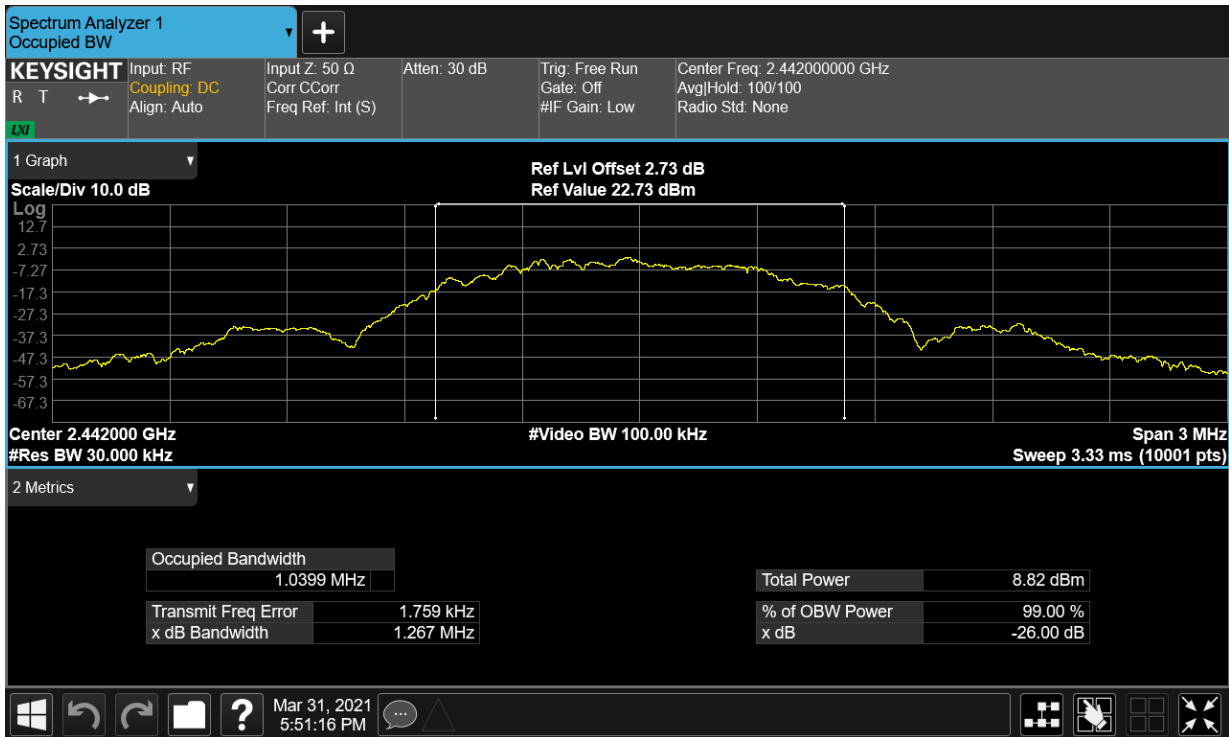 Spectrum Analyzer 1
Occupied BW
KEYSIGHT
R T
LXI
Input: RF
Coupling: DC
Align: Auto
Input Z: 50 Ω
Corr CCorr
Freq Ref: Int (S)
Atten: 30 dB
Trig: Free Run
Gate: Off
#IF Gain: Low
Center Freq: 2.442000000 GHz
Avg|Hold: 100/100
Radio Std: None
1 Graph
Scale/Div 10.0 dB
Ref Lvl Offset 2.73 dB
Ref Value 22.73 dBm
Log
12.7
2.73
-7.27
-17.3
-27.3
-37.3
-47.3
-57.3
-67.3
Center 2.442000 GHz
#Video BW 100.00 kHz
Span 3 MHz
#Res BW 30.000 kHz
Sweep 3.33 ms (10001 pts)
2 Metrics
Occupied Bandwidth
1.0399 MHz
Transmit Freq Error 1.759 kHz
x dB Bandwidth 1.267 MHz
Total Power 8.82 dBm
% of OBW Power 99.00 %
x dB -26.00 dB
?
Mar 31, 2021
5:51:16 PM